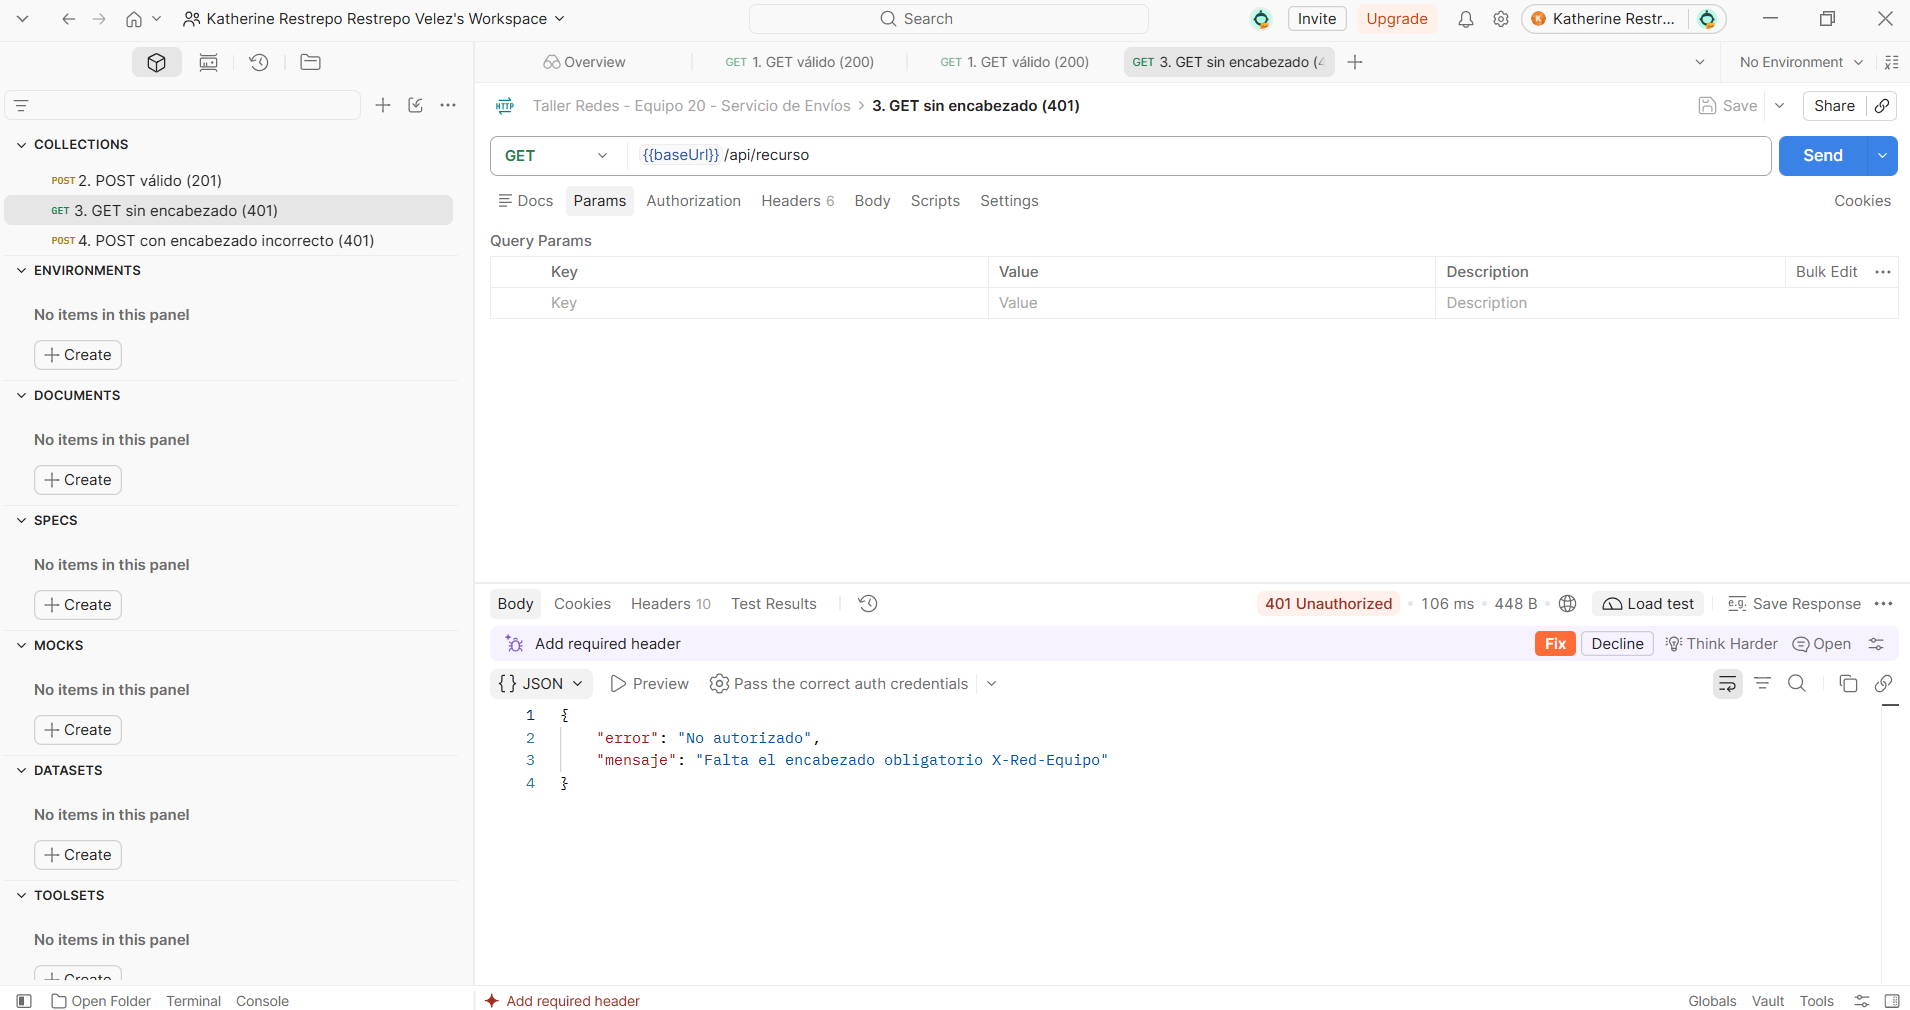 Katherine Restrepo Restrepo Velez's Workspace
Search
Invite
Upgrade
Katherine Restr...
Overview
GET 1. GET válido (200)
GET 1. GET válido (200)
GET 3. GET sin encabezado (4
No Environment
HTTP Taller Redes - Equipo 20 - Servicio de Envíos > 3. GET sin encabezado (401)
Save
Share
COLLECTIONS
POST 2. POST válido (201)
GET 3. GET sin encabezado (401)
POST 4. POST con encabezado incorrecto (401)
ENVIRONMENTS
No items in this panel
Create
DOCUMENTS
No items in this panel
Create
SPECS
No items in this panel
Create
MOCKS
No items in this panel
Create
DATASETS
No items in this panel
Create
TOOLSETS
No items in this panel
Create
GET
{{baseUrl}} /api/recurso
Send
Docs
Params
Authorization
Headers 6
Body
Scripts
Settings
Cookies
Query Params
Key Value Description Bulk Edit
Key Value Description
Body
Cookies
Headers 10
Test Results
401 Unauthorized
106 ms
448 B
Load test
e.g. Save Response
Add required header
Fix
Decline
Think Harder
Open
{} JSON
Preview
Pass the correct auth credentials
1 {
2 "error": "No autorizado",
3 "mensaje": "Falta el encabezado obligatorio X-Red-Equipo"
4 }
Open Folder
Terminal
Console
Add required header
Globals
Vault
Tools